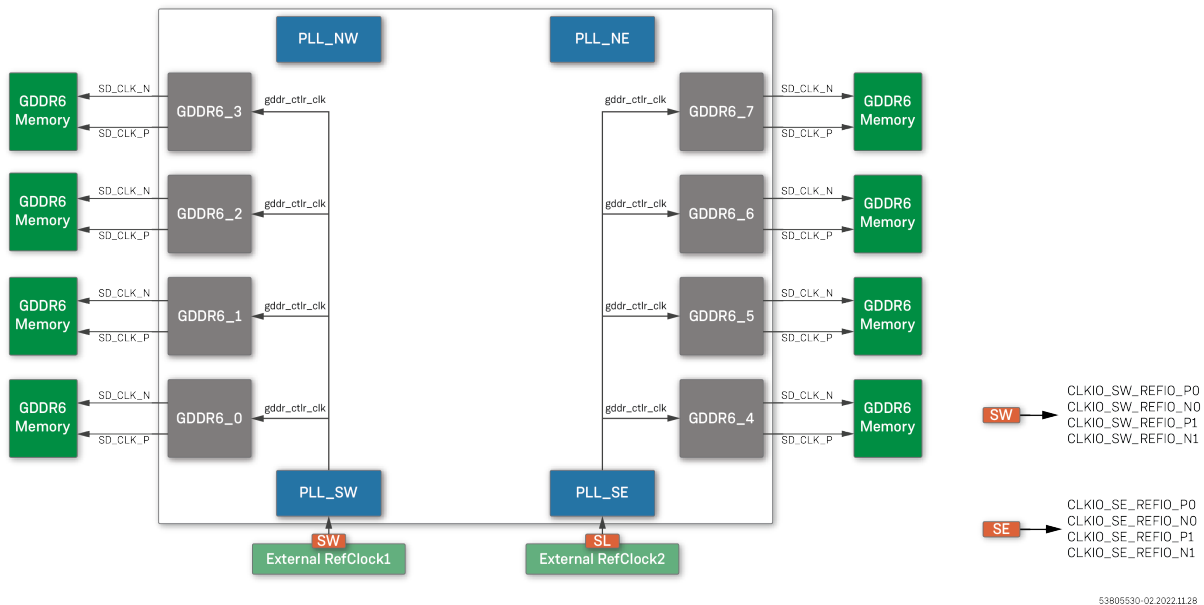 PLL_NW
PLL_NE
GDDR6
Memory
SD_CLK_N
SD_CLK_P
GDDR6_3
gddr_ctlr_clk
gddr_ctlr_clk
GDDR6_7
SD_CLK_N
SD_CLK_P
GDDR6
Memory
GDDR6
Memory
SD_CLK_N
SD_CLK_P
GDDR6_2
gddr_ctlr_clk
gddr_ctlr_clk
GDDR6_6
SD_CLK_N
SD_CLK_P
GDDR6
Memory
GDDR6
Memory
SD_CLK_N
SD_CLK_P
GDDR6_1
gddr_ctlr_clk
gddr_ctlr_clk
GDDR6_5
SD_CLK_N
SD_CLK_P
GDDR6
Memory
GDDR6
Memory
SD_CLK_N
SD_CLK_P
GDDR6_0
gddr_ctlr_clk
gddr_ctlr_clk
GDDR6_4
SD_CLK_N
SD_CLK_P
GDDR6
Memory
PLL_SW
PLL_SE
SW
External RefClock1
SL
External RefClock2
SW
CLKIO_SW_REFIO_P0
CLKIO_SW_REFIO_N0
CLKIO_SW_REFIO_P1
CLKIO_SW_REFIO_N1
SE
CLKIO_SE_REFIO_P0
CLKIO_SE_REFIO_N0
CLKIO_SE_REFIO_P1
CLKIO_SE_REFIO_N1
53805530-02.2022.11.28